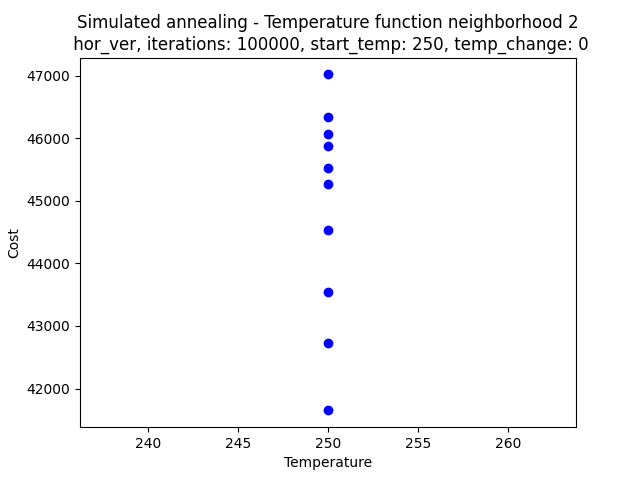 Simulated annealing - Temperature function neighborhood 2
hor_ver, iterations: 100000, start_temp: 250, temp_change: 0
47000
46000
45000
44000
43000
42000
Cost
240
245
250
255
260
Temperature